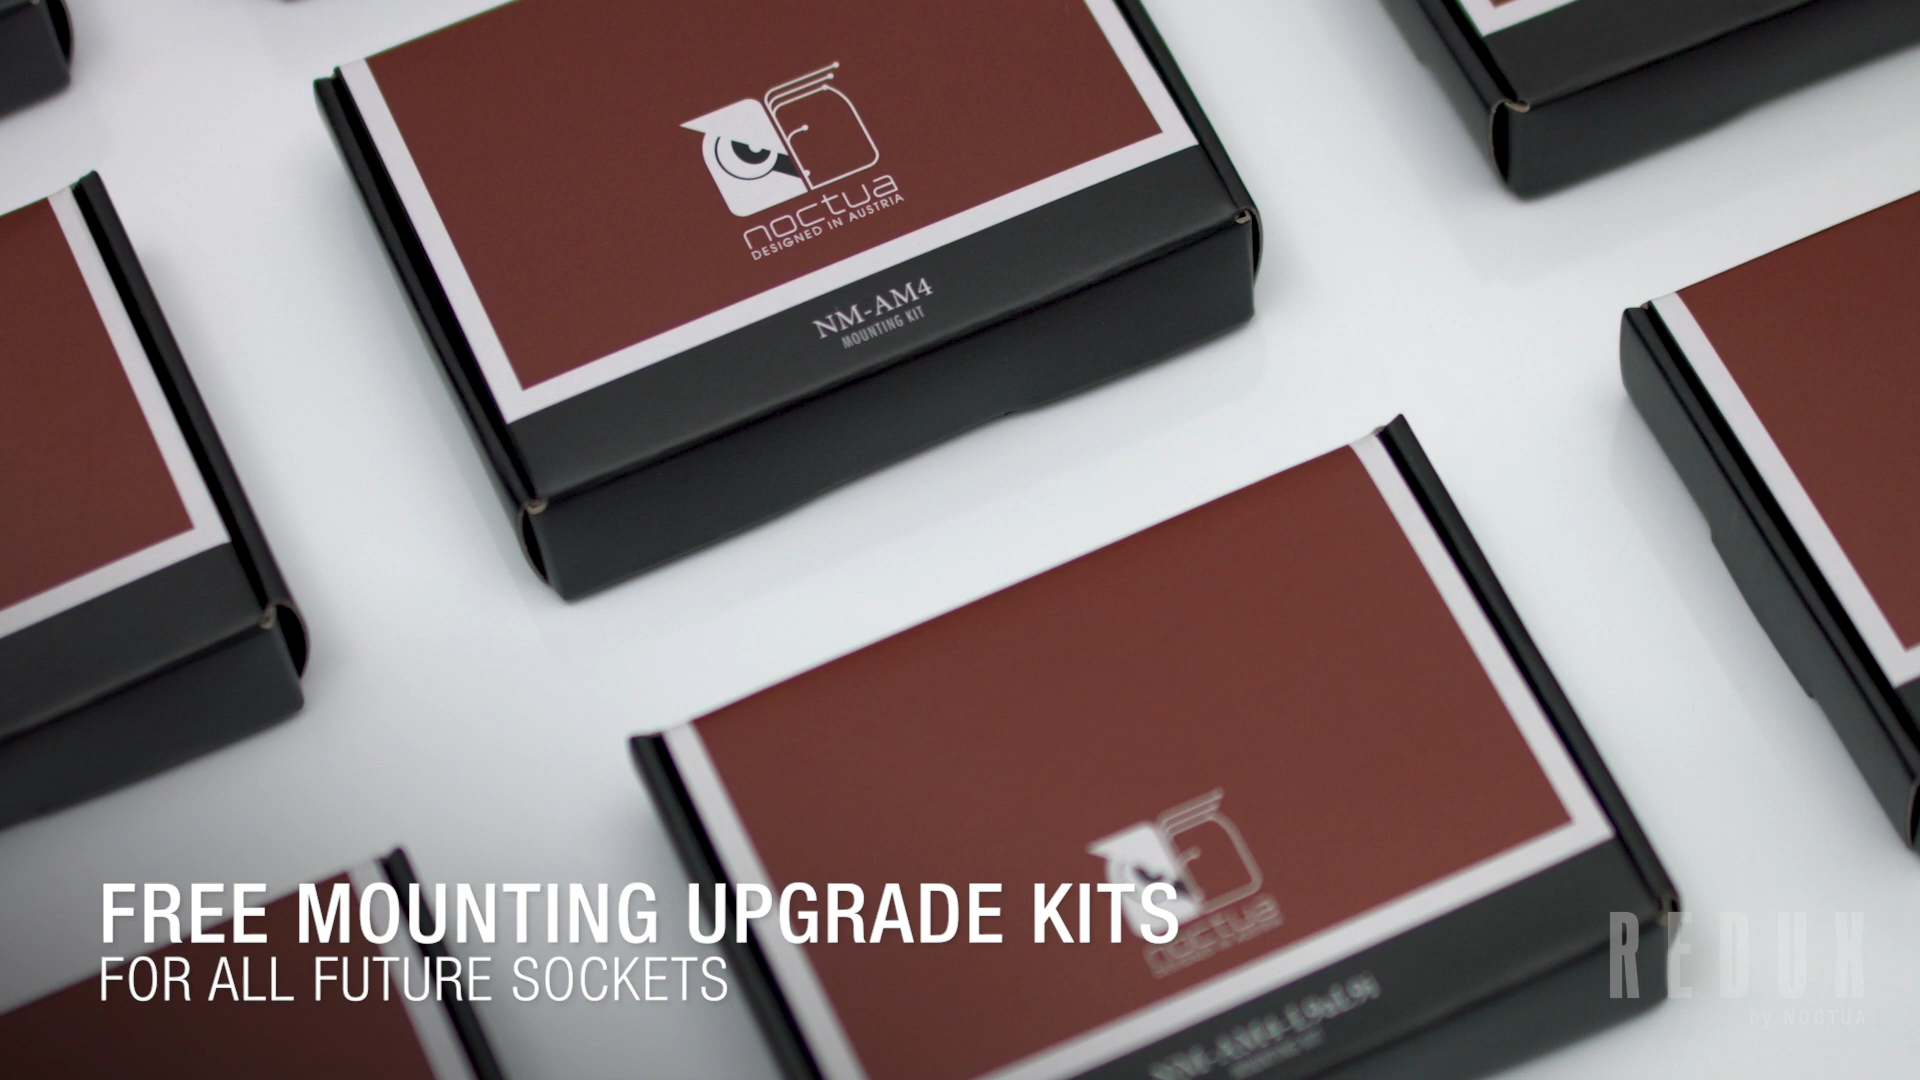 noctua
DESIGNED IN AUSTRIA
NM-AM4
MOUNTING KIT
noctua
FREE MOUNTING UPGRADE KITS
FOR ALL FUTURE SOCKETS
REDUX
by NOCTUA